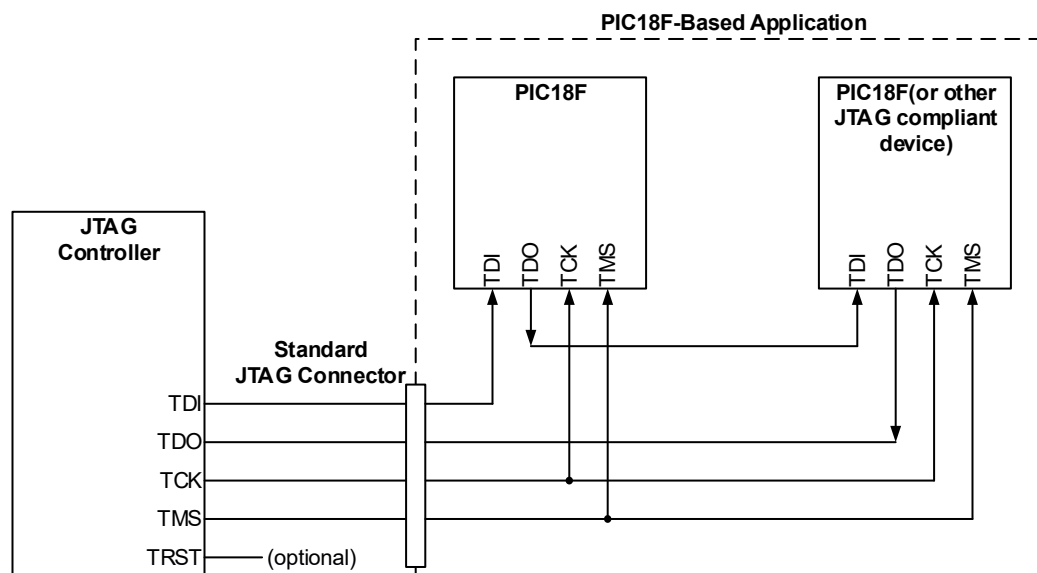 PIC18F-Based Application
PIC18F
PIC18F(or other
JTAG compliant
device)
TDI
TDO
TCK
TMS
TDI
TDO
TCK
TMS
JTAG
Controller
Standard
JTAG Connector
TDI
TDO
TCK
TMS
TRST
(optional)